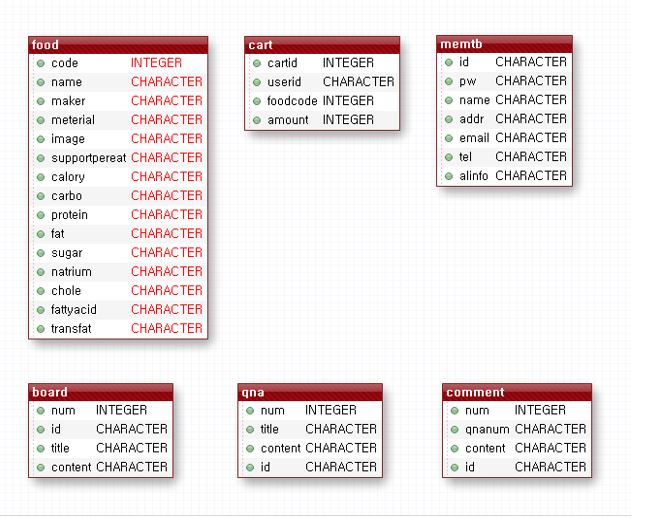 food
code INTEGER
name CHARACTER
maker CHARACTER
meterial CHARACTER
image CHARACTER
supportpereat CHARACTER
calory CHARACTER
carbo CHARACTER
protein CHARACTER
fat CHARACTER
sugar CHARACTER
natrium CHARACTER
chole CHARACTER
fattyacid CHARACTER
transfat CHARACTER
cart
cartid INTEGER
userid CHARACTER
foodcode INTEGER
amount INTEGER
memtb
id CHARACTER
pw CHARACTER
name CHARACTER
addr CHARACTER
email CHARACTER
tel CHARACTER
alinfo CHARACTER
board
num INTEGER
id CHARACTER
title CHARACTER
content CHARACTER
qna
num INTEGER
title CHARACTER
content CHARACTER
id CHARACTER
comment
num INTEGER
qnanum CHARACTER
content CHARACTER
id CHARACTER